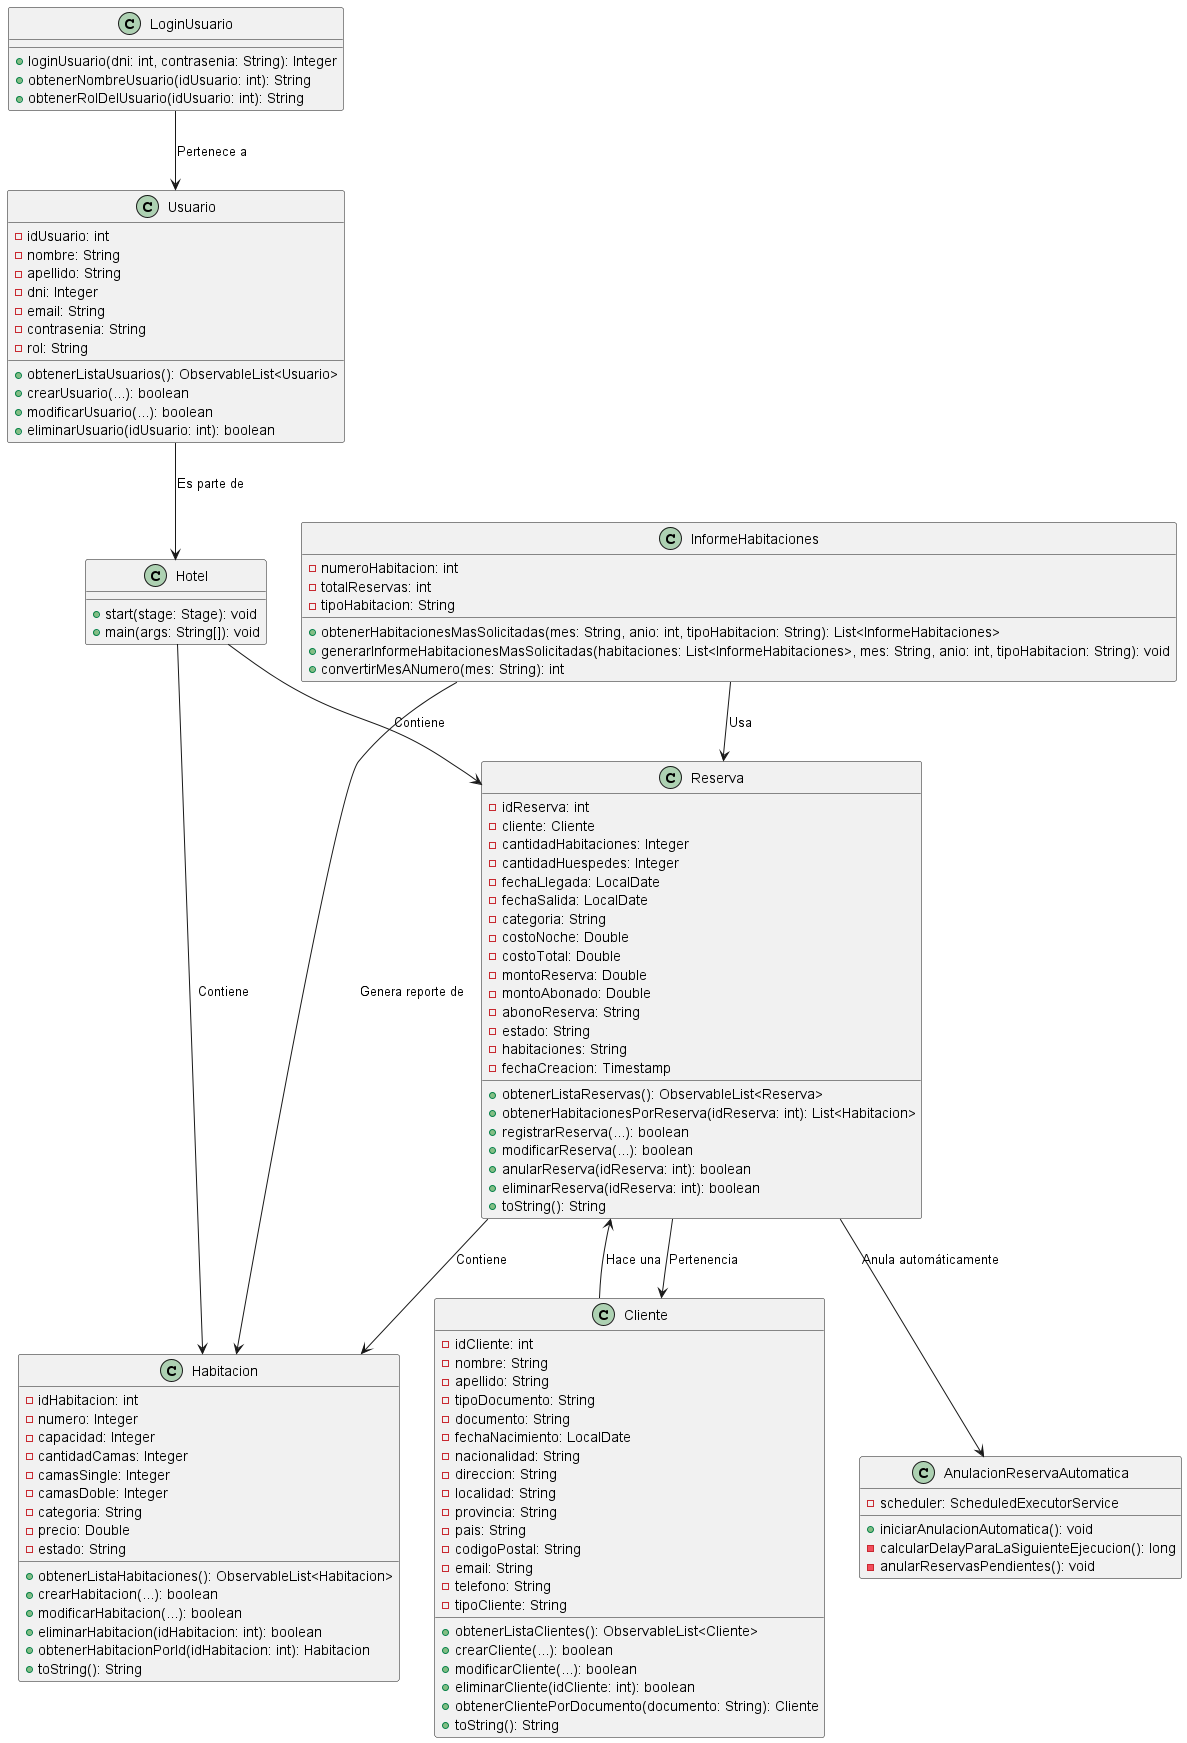 LoginUsuario
loginUsuario(dni: int, contrasenia: String): Integer
obtenerNombreUsuario(idUsuario: int): String
obtenerRolDelUsuario(idUsuario: int): String
Pertenece a
Usuario
idUsuario: int
nombre: String
apellido: String
dni: Integer
email: String
contrasenia: String
rol: String
obtenerListaUsuarios(): ObservableList<Usuario>
crearUsuario(...): boolean
modificarUsuario(...): boolean
eliminarUsuario(idUsuario: int): boolean
Es parte de
Hotel
start(stage: Stage): void
main(args: String[]): void
InformeHabitaciones
numeroHabitacion: int
totalReservas: int
tipoHabitacion: String
obtenerHabitacionesMasSolicitadas(mes: String, anio: int, tipoHabitacion: String): List<InformeHabitaciones>
generarInformeHabitacionesMasSolicitadas(habitaciones: List<InformeHabitaciones>, mes: String, anio: int, tipoHabitacion: String): void
convertirMesANumero(mes: String): int
Contiene
Usa
Reserva
idReserva: int
cliente: Cliente
cantidadHabitaciones: Integer
cantidadHuespedes: Integer
fechaLlegada: LocalDate
fechaSalida: LocalDate
categoria: String
costoNoche: Double
costoTotal: Double
montoReserva: Double
montoAbonado: Double
abonoReserva: String
estado: String
habitaciones: String
fechaCreacion: Timestamp
obtenerListaReservas(): ObservableList<Reserva>
obtenerHabitacionesPorReserva(idReserva: int): List<Habitacion>
registrarReserva(...): boolean
modificarReserva(...): boolean
anularReserva(idReserva: int): boolean
eliminarReserva(idReserva: int): boolean
toString(): String
Contiene
Genera reporte de
Contiene
Hace una
Pertenencia
Anula automáticamente
Habitacion
idHabitacion: int
numero: Integer
capacidad: Integer
cantidadCamas: Integer
camasSingle: Integer
camasDoble: Integer
categoria: String
precio: Double
estado: String
obtenerListaHabitaciones(): ObservableList<Habitacion>
crearHabitacion(...): boolean
modificarHabitacion(...): boolean
eliminarHabitacion(idHabitacion: int): boolean
obtenerHabitacionPorId(idHabitacion: int): Habitacion
toString(): String
Cliente
idCliente: int
nombre: String
apellido: String
tipoDocumento: String
documento: String
fechaNacimiento: LocalDate
nacionalidad: String
direccion: String
localidad: String
provincia: String
pais: String
codigoPostal: String
email: String
telefono: String
tipoCliente: String
obtenerListaClientes(): ObservableList<Cliente>
crearCliente(...): boolean
modificarCliente(...): boolean
eliminarCliente(idCliente: int): boolean
obtenerClientePorDocumento(documento: String): Cliente
toString(): String
AnulacionReservaAutomatica
scheduler: ScheduledExecutorService
iniciarAnulacionAutomatica(): void
calcularDelayParaLaSiguienteEjecucion(): long
anularReservasPendientes(): void